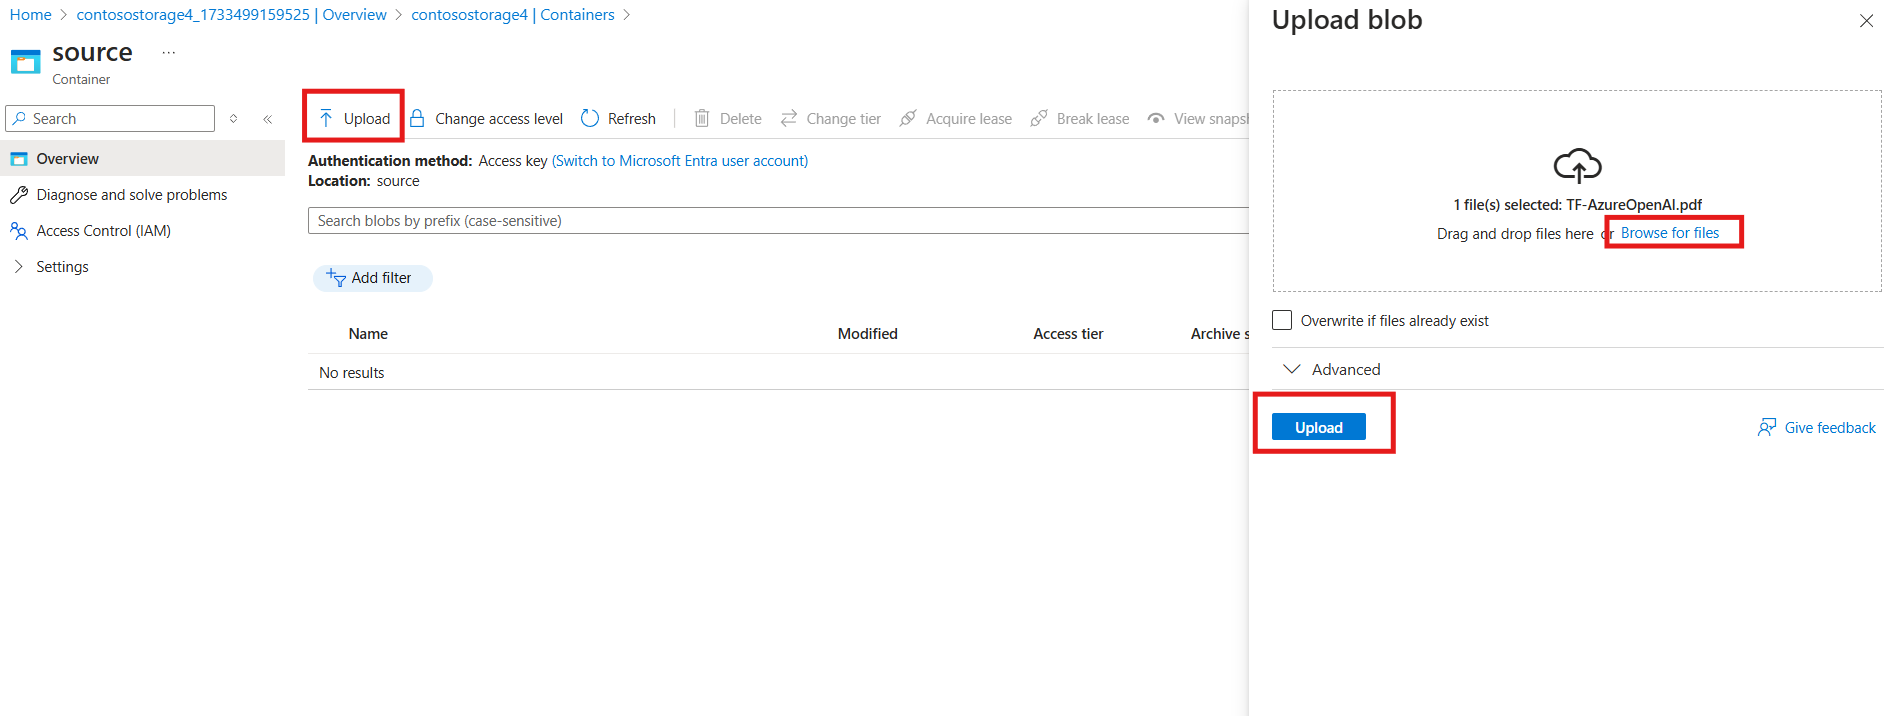 Home > contosostorage4_1733499159525 | Overview > contosostorage4 | Containers >
source ...
Container
Search
Overview
Diagnose and solve problems
Access Control (IAM)
Settings
Upload Change access level Refresh Delete Change tier Acquire lease Break lease View snapsh
Authentication method: Access key (Switch to Microsoft Entra user account)
Location: source
Search blobs by prefix (case-sensitive)
Add filter
Name Modified Access tier Archive s
No results
Upload blob
1 file(s) selected: TF-AzureOpenAI.pdf
Drag and drop files here or Browse for files
Overwrite if files already exist
Advanced
Upload
Give feedback